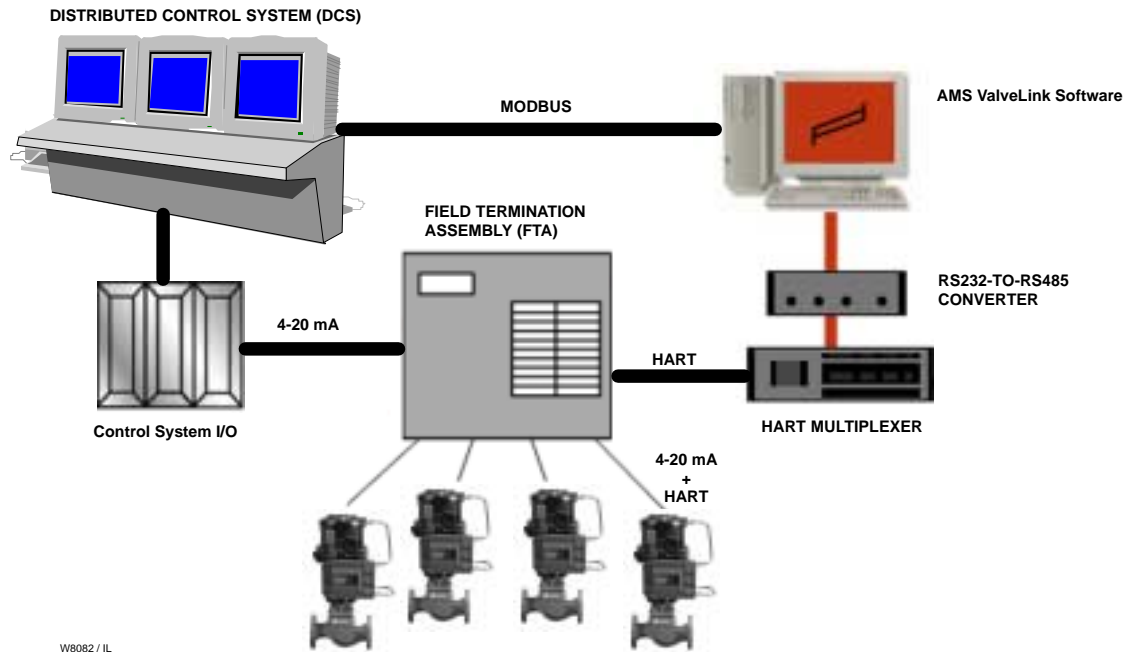 DISTRIBUTED CONTROL SYSTEM (DCS)
MODBUS
AMS ValveLink Software
FIELD TERMINATION
ASSEMBLY (FTA)
RS232-TO-RS485
CONVERTER
4-20 mA
HART
Control System I/O
HART MULTIPLEXER
4-20 mA
+
HART
W8082 / IL